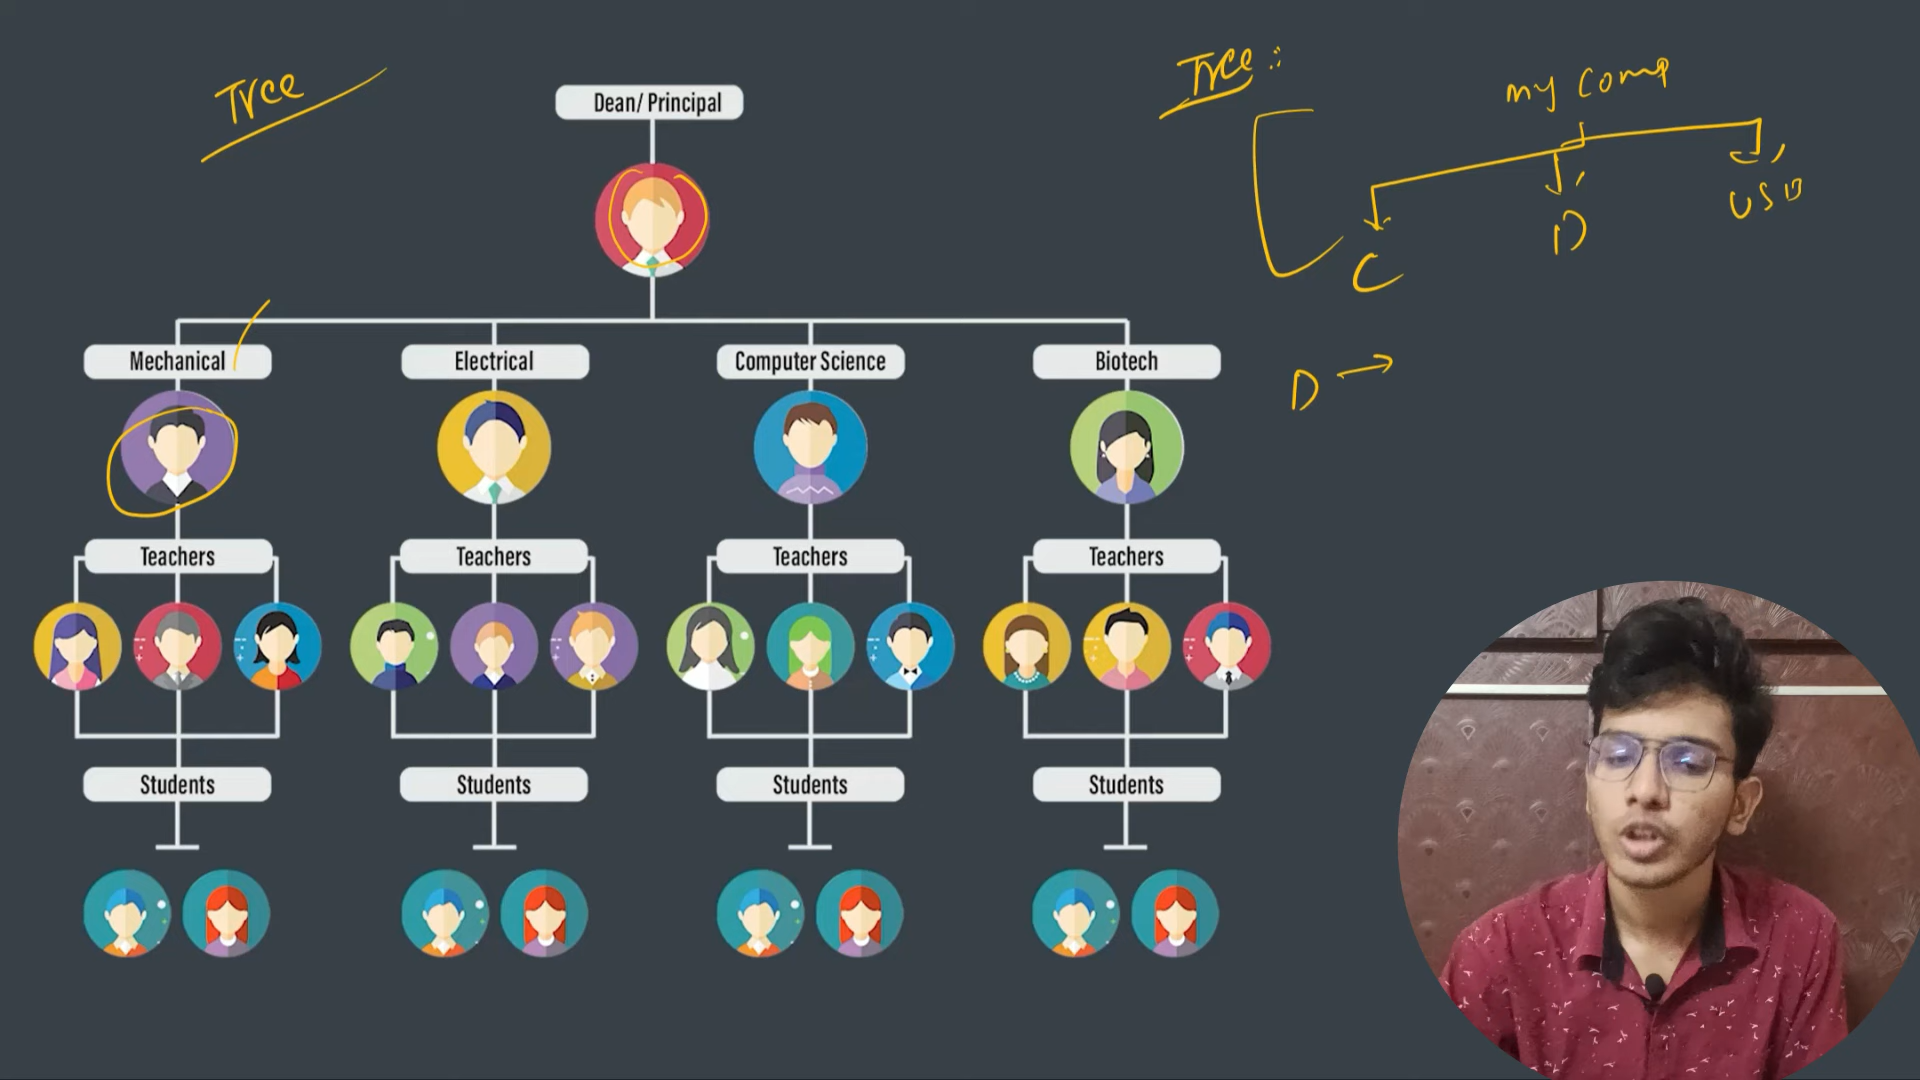 Tree
Dean/ Principal
Mechanical
Electrical
Computer Science
Biotech
Teachers
Teachers
Teachers
Teachers
Students
Students
Students
Students
Tree :
my comp
C
D
USB
D →